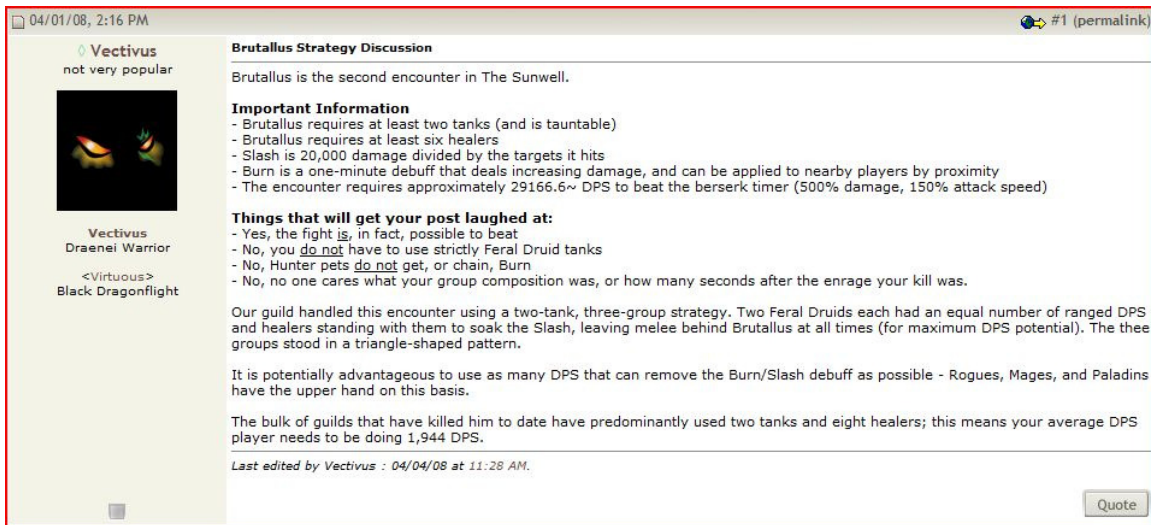 04/01/08, 2:16 PM
#1 (permalink)
Vectivus
not very popular
Vectivus
Draenei Warrior
<Virtuous>
Black Dragonflight
Brutallus Strategy Discussion
Brutallus is the second encounter in The Sunwell.
Important Information
- Brutallus requires at least two tanks (and is tauntable)
- Brutallus requires at least six healers
- Slash is 20,000 damage divided by the targets it hits
- Burn is a one-minute debuff that deals increasing damage, and can be applied to nearby players by proximity
- The encounter requires approximately 29166.6~ DPS to beat the berserk timer (500% damage, 150% attack speed)
Things that will get your post laughed at:
- Yes, the fight is, in fact, possible to beat
- No, you do not have to use strictly Feral Druid tanks
- No, Hunter pets do not get, or chain, Burn
- No, no one cares what your group composition was, or how many seconds after the enrage your kill was.
Our guild handled this encounter using a two-tank, three-group strategy. Two Feral Druids each had an equal number of ranged DPS
and healers standing with them to soak the Slash, leaving melee behind Brutallus at all times (for maximum DPS potential). The thee
groups stood in a triangle-shaped pattern.
It is potentially advantageous to use as many DPS that can remove the Burn/Slash debuff as possible - Rogues, Mages, and Paladins
have the upper hand on this basis.
The bulk of guilds that have killed him to date have predominantly used two tanks and eight healers; this means your average DPS
player needs to be doing 1,944 DPS.
Last edited by Vectivus : 04/04/08 at 11:28 AM.
Quote